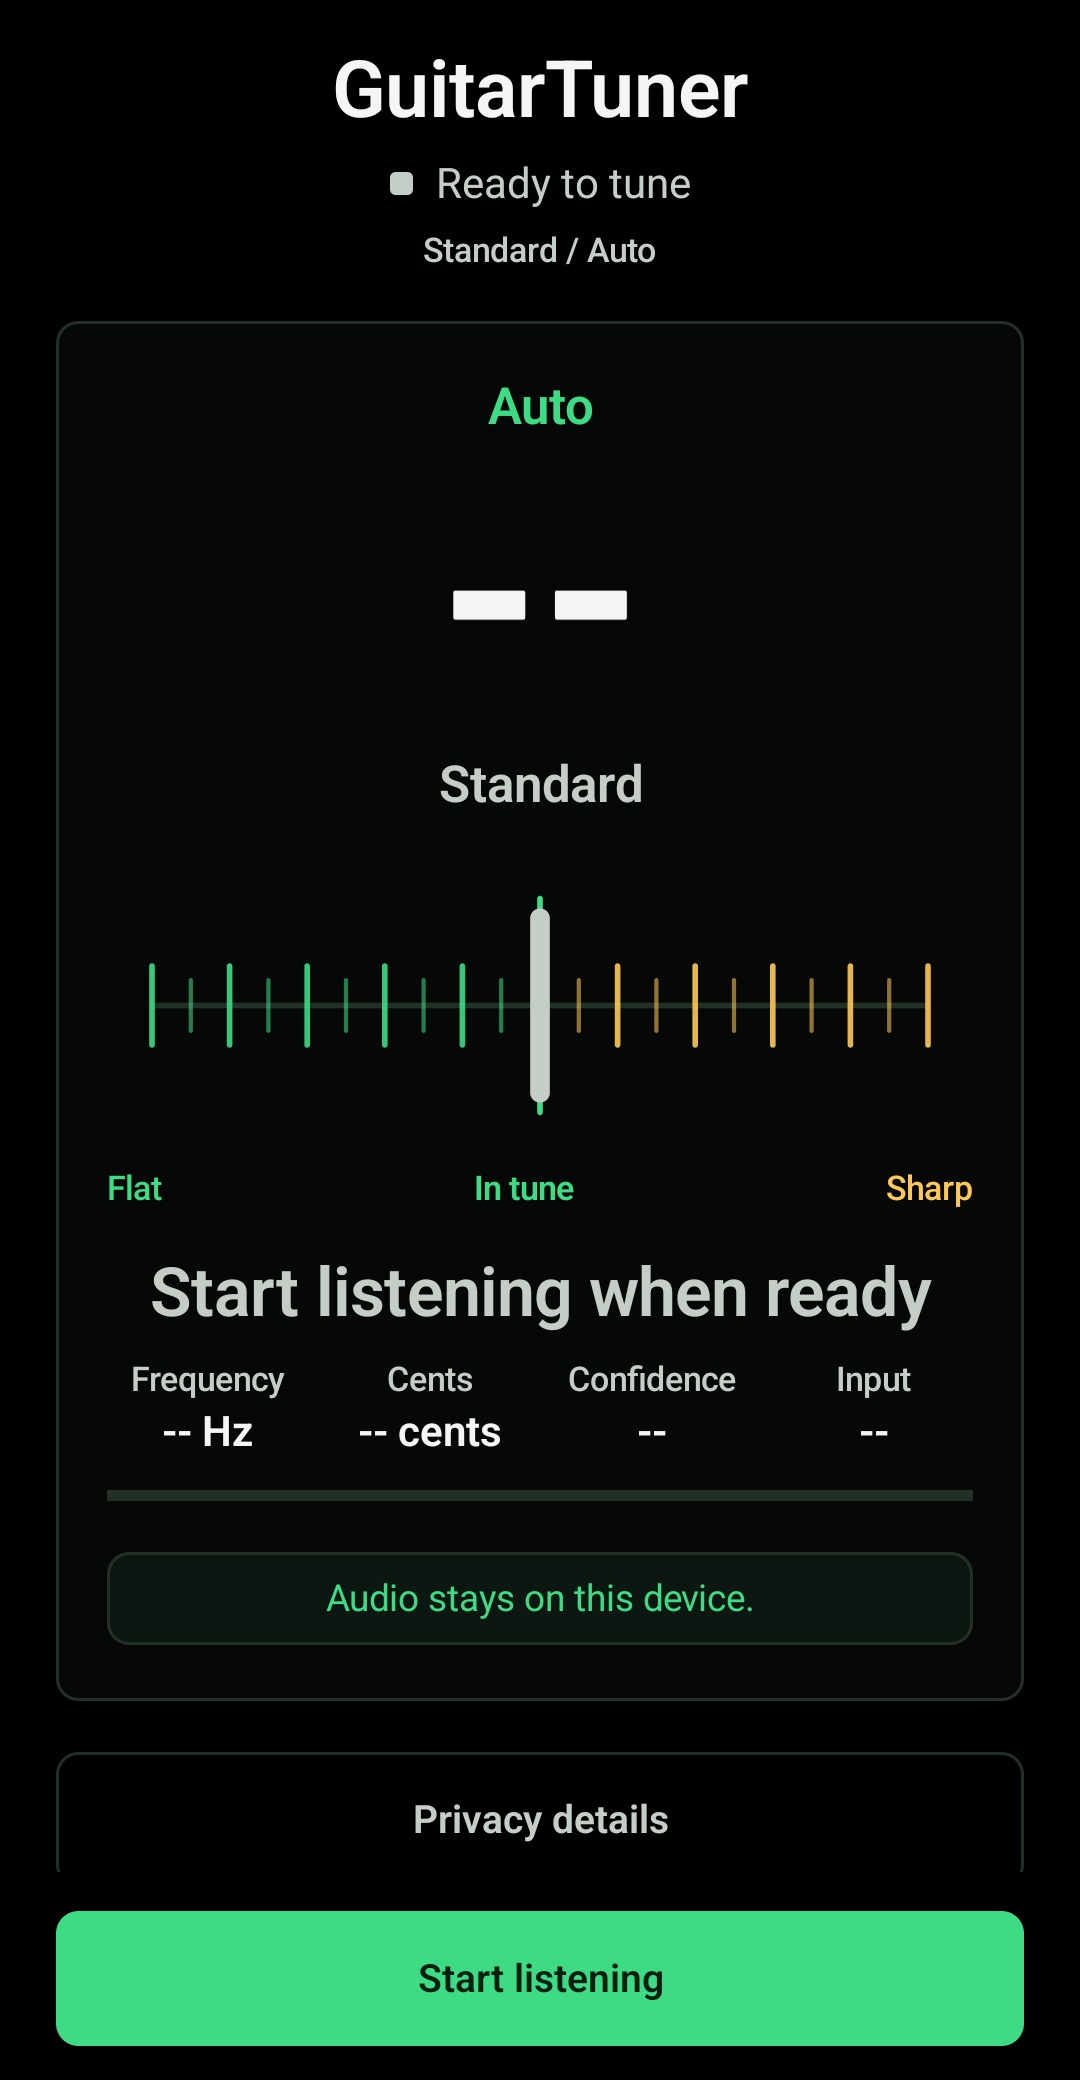 GuitarTuner
Ready to tune
Standard / Auto
Auto
--
Standard
Flat In tune Sharp
Start listening when ready
Frequency Cents Confidence Input
-- Hz -- cents -- --
Audio stays on this device.
Privacy details
Start listening